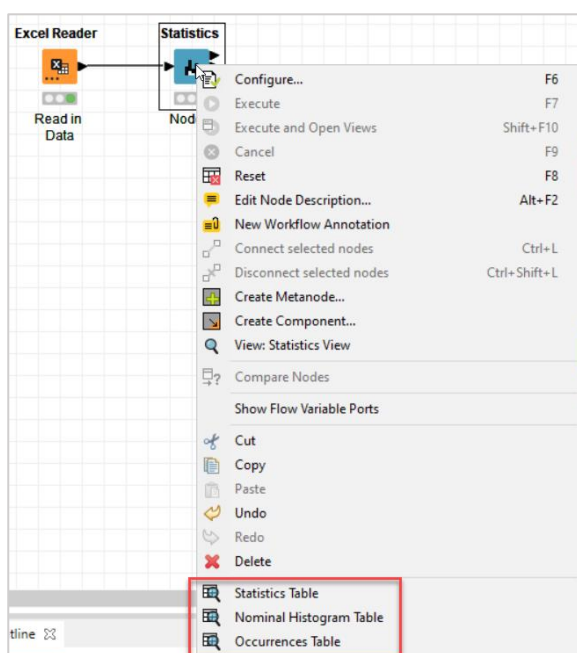 Excel Reader
Statistics
Read in
Data
Configure... F6
Execute F7
Execute and Open Views Shift+F10
Cancel F9
Reset F8
Edit Node Description... Alt+F2
New Workflow Annotation
Connect selected nodes Ctrl+L
Disconnect selected nodes Ctrl+Shift+L
Create Metanode...
Create Component...
View: Statistics View
Compare Nodes
Show Flow Variable Ports
Cut
Copy
Paste
Undo
Redo
Delete
Statistics Table
Nominal Histogram Table
Occurrences Table